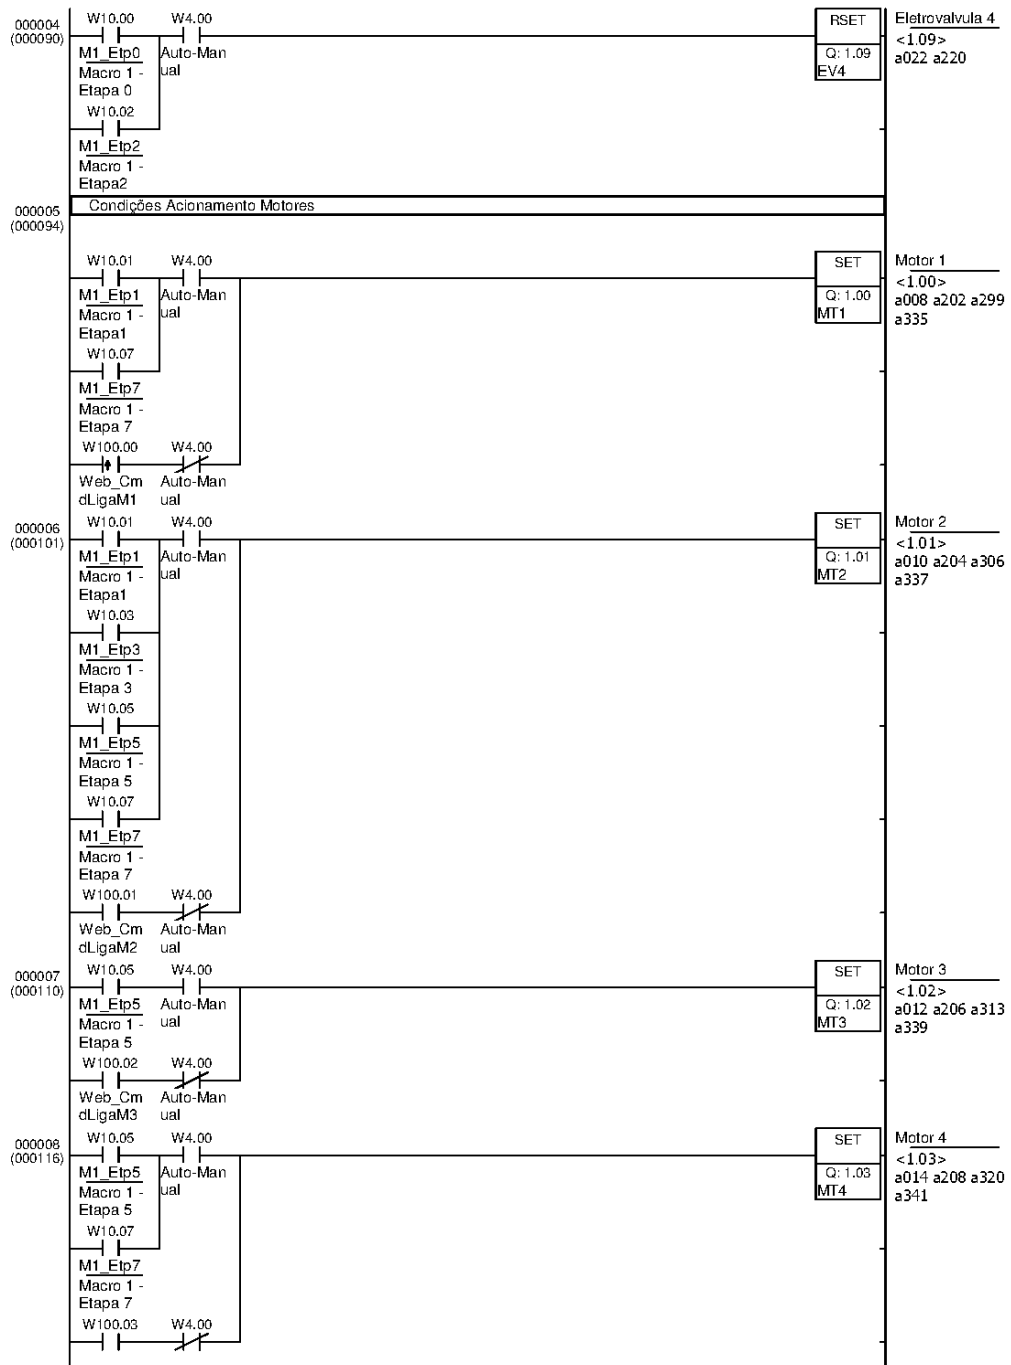 000004
(000090)
W10.00
W4.00
M1_Etp0
Macro 1 -
Etapa 0
Auto-Man
ual
W10.02
M1_Etp2
Macro 1 -
Etapa2
RSET
Q: 1.09
EV4
Eletrovalvula 4
<1.09>
a022 a220
000005
(000094)
Condições Acionamento Motores
W10.01
W4.00
M1_Etp1
Macro 1 -
Etapa1
Auto-Man
ual
W10.07
M1_Etp7
Macro 1 -
Etapa 7
W100.00
W4.00
Web_Cm
dLigaM1
Auto-Man
ual
SET
Q: 1.00
MT1
Motor 1
<1.00>
a008 a202 a299
a335
000006
(000101)
W10.01
W4.00
M1_Etp1
Macro 1 -
Etapa1
Auto-Man
ual
W10.03
M1_Etp3
Macro 1 -
Etapa 3
W10.05
M1_Etp5
Macro 1 -
Etapa 5
W10.07
M1_Etp7
Macro 1 -
Etapa 7
W100.01
W4.00
Web_Cm
dLigaM2
Auto-Man
ual
SET
Q: 1.01
MT2
Motor 2
<1.01>
a010 a204 a306
a337
000007
(000110)
W10.05
W4.00
M1_Etp5
Macro 1 -
Etapa 5
Auto-Man
ual
W100.02
W4.00
Web_Cm
dLigaM3
Auto-Man
ual
SET
Q: 1.02
MT3
Motor 3
<1.02>
a012 a206 a313
a339
000008
(000116)
W10.05
W4.00
M1_Etp5
Macro 1 -
Etapa 5
Auto-Man
ual
W10.07
M1_Etp7
Macro 1 -
Etapa 7
W100.03
W4.00
SET
Q: 1.03
MT4
Motor 4
<1.03>
a014 a208 a320
a341